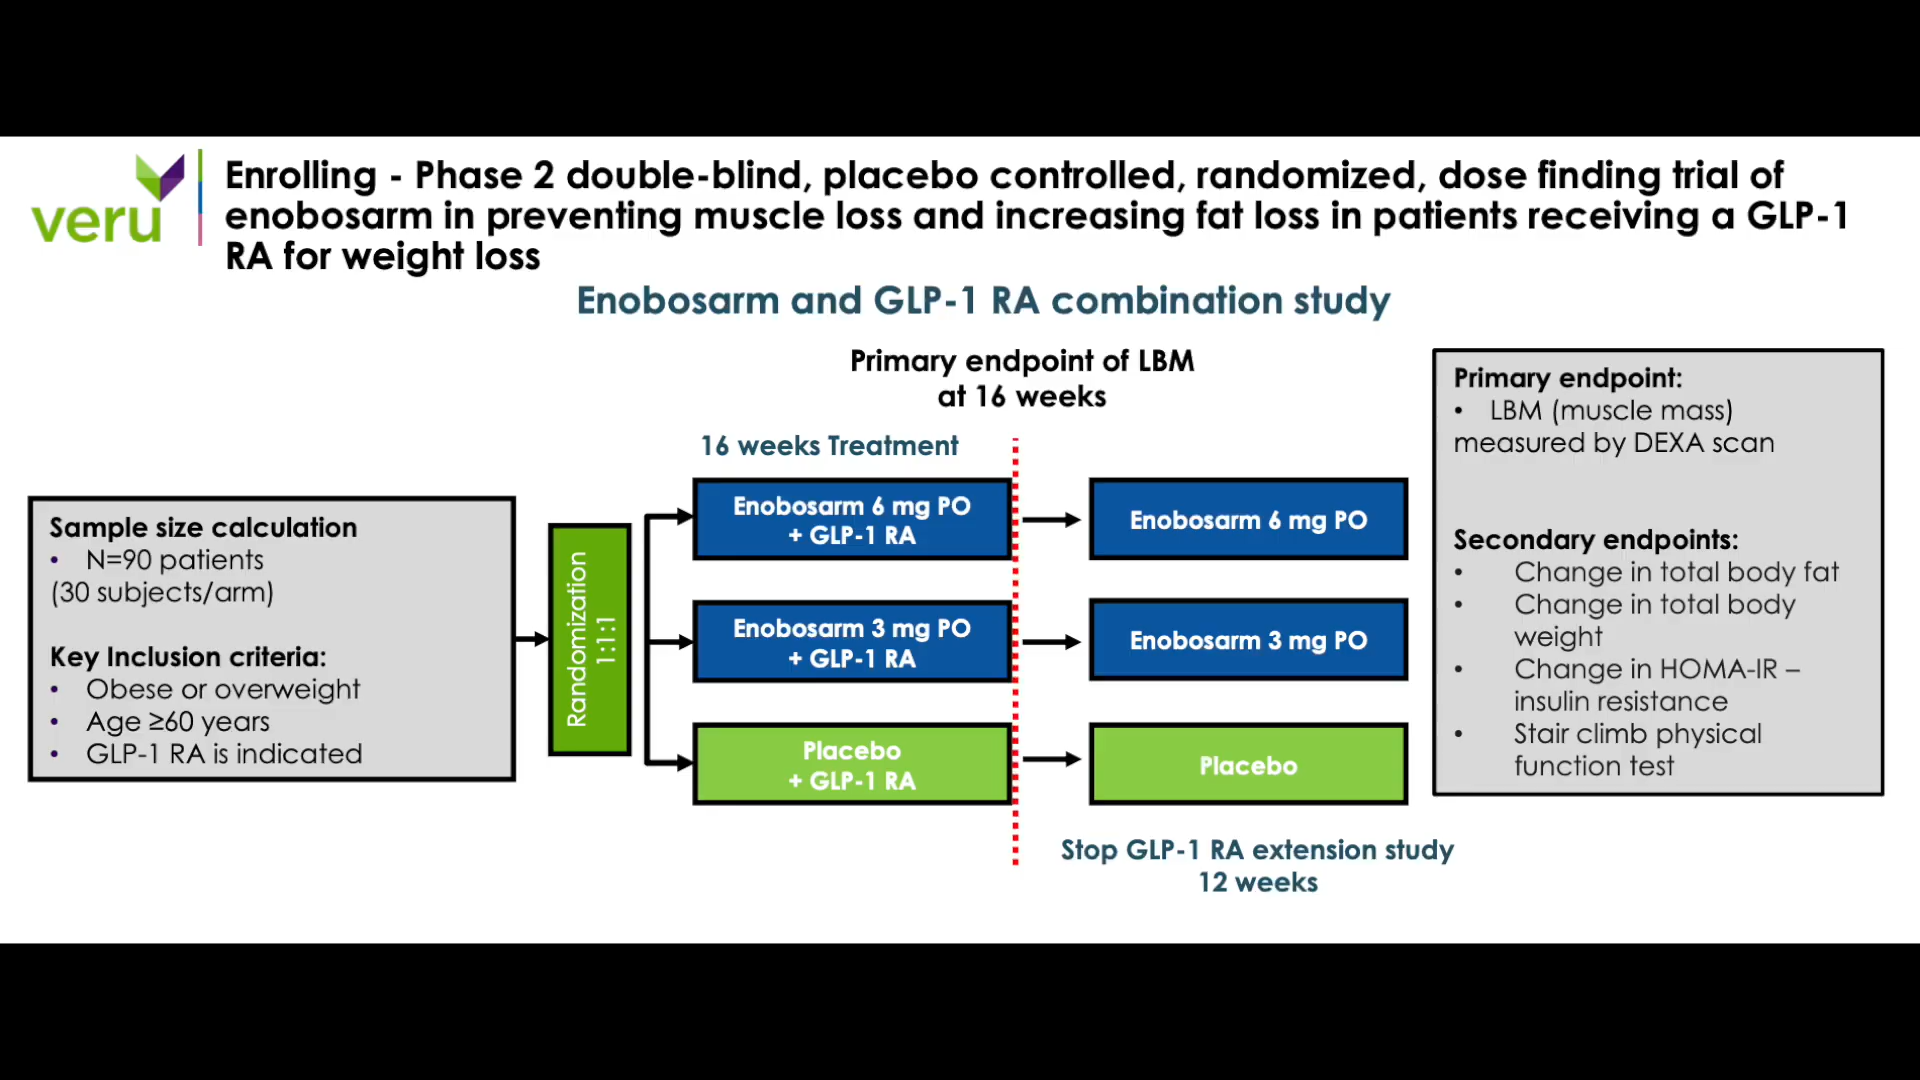 veru
Enrolling - Phase 2 double-blind, placebo controlled, randomized, dose finding trial of
enobosarm in preventing muscle loss and increasing fat loss in patients receiving a GLP-1
RA for weight loss
Enobosarm and GLP-1 RA combination study
Primary endpoint of LBM
at 16 weeks
16 weeks Treatment
Sample size calculation
• N=90 patients
(30 subjects/arm)
Key Inclusion criteria:
• Obese or overweight
• Age ≥60 years
• GLP-1 RA is indicated
Randomization
1:1:1
Enobosarm 6 mg PO
+ GLP-1 RA
Enobosarm 6 mg PO
Enobosarm 3 mg PO
+ GLP-1 RA
Enobosarm 3 mg PO
Placebo
+ GLP-1 RA
Placebo
Stop GLP-1 RA extension study
12 weeks
Primary endpoint:
• LBM (muscle mass)
measured by DEXA scan
Secondary endpoints:
• Change in total body fat
• Change in total body
weight
• Change in HOMA-IR –
insulin resistance
• Stair climb physical
function test